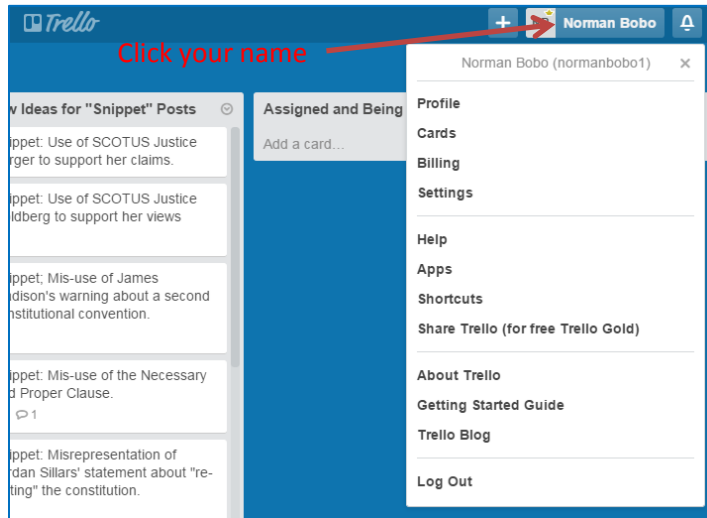 Trello
Norman Bobo
Click your name
Norman Bobo (normanbobo1)
Profile
Cards
Billing
Settings
Help
Apps
Shortcuts
Share Trello (for free Trello Gold)
About Trello
Getting Started Guide
Trello Blog
Log Out
w Ideas for "Snippet" Posts
ippet: Use of SCOTUS Justice
rger to support her claims.
ippet: Use of SCOTUS Justice
ldberg to support her views
ippet; Mis-use of James
dison's warning about a second
nstitutional convention.
ippet: Mis-use of the Necessary
d Proper Clause.
1
ippet: Misrepresentation of
rdan Sillars' statement about "re-
ting" the constitution.
Assigned and Being
Add a card...